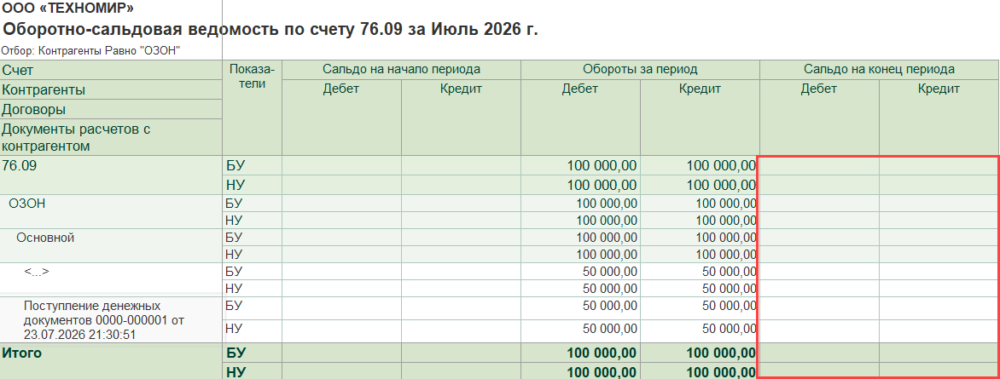 ООО «ТЕХНОМИР»
Оборотно-сальдовая ведомость по счету 76.09 за Июль 2026 г.
Отбор: Контрагенты Равно "ОЗОН"
Счет Показа- Сальдо на начало периода Обороты за период Сальдо на конец периода
Контрагенты тели Дебет Кредит Дебет Кредит Дебет Кредит
Договоры
Документы расчетов с
контрагентом
76.09 БУ 100 000,00 100 000,00
НУ 100 000,00 100 000,00
ОЗОН БУ 100 000,00 100 000,00
НУ 100 000,00 100 000,00
Основной БУ 100 000,00 100 000,00
НУ 100 000,00 100 000,00
<...> БУ 50 000,00 50 000,00
НУ 50 000,00 50 000,00
Поступление денежных БУ 50 000,00 50 000,00
документов 0000-000001 от
23.07.2026 21:30:51 НУ 50 000,00 50 000,00
Итого БУ 100 000,00 100 000,00
НУ 100 000,00 100 000,00